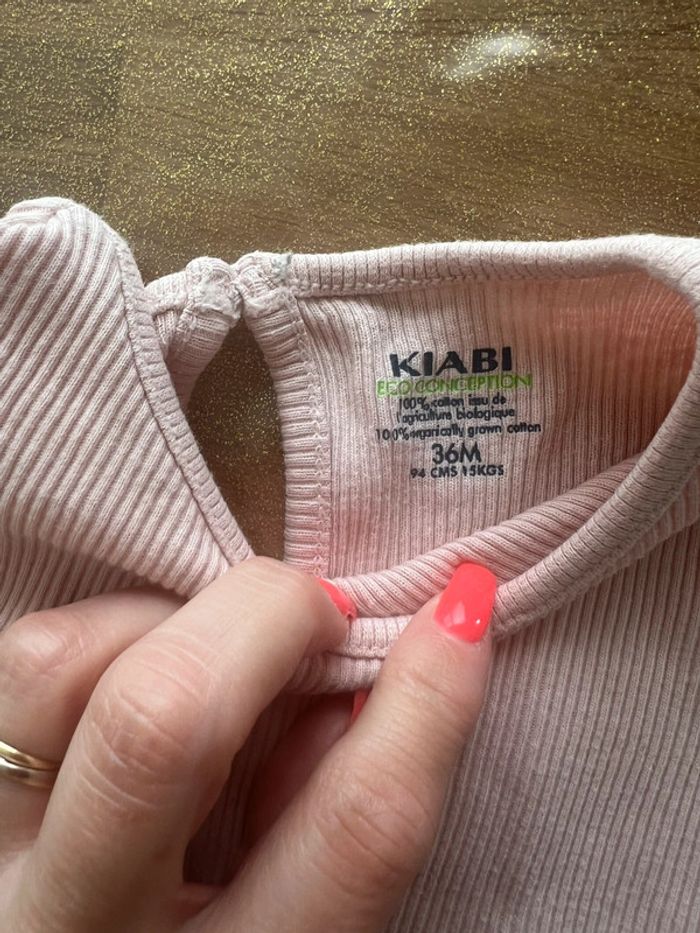 KIABI
ECO CONCEPTION
100% coton issu de
l'agriculture biologique
100% organically grown cotton
36M
94 CMS 15KGS